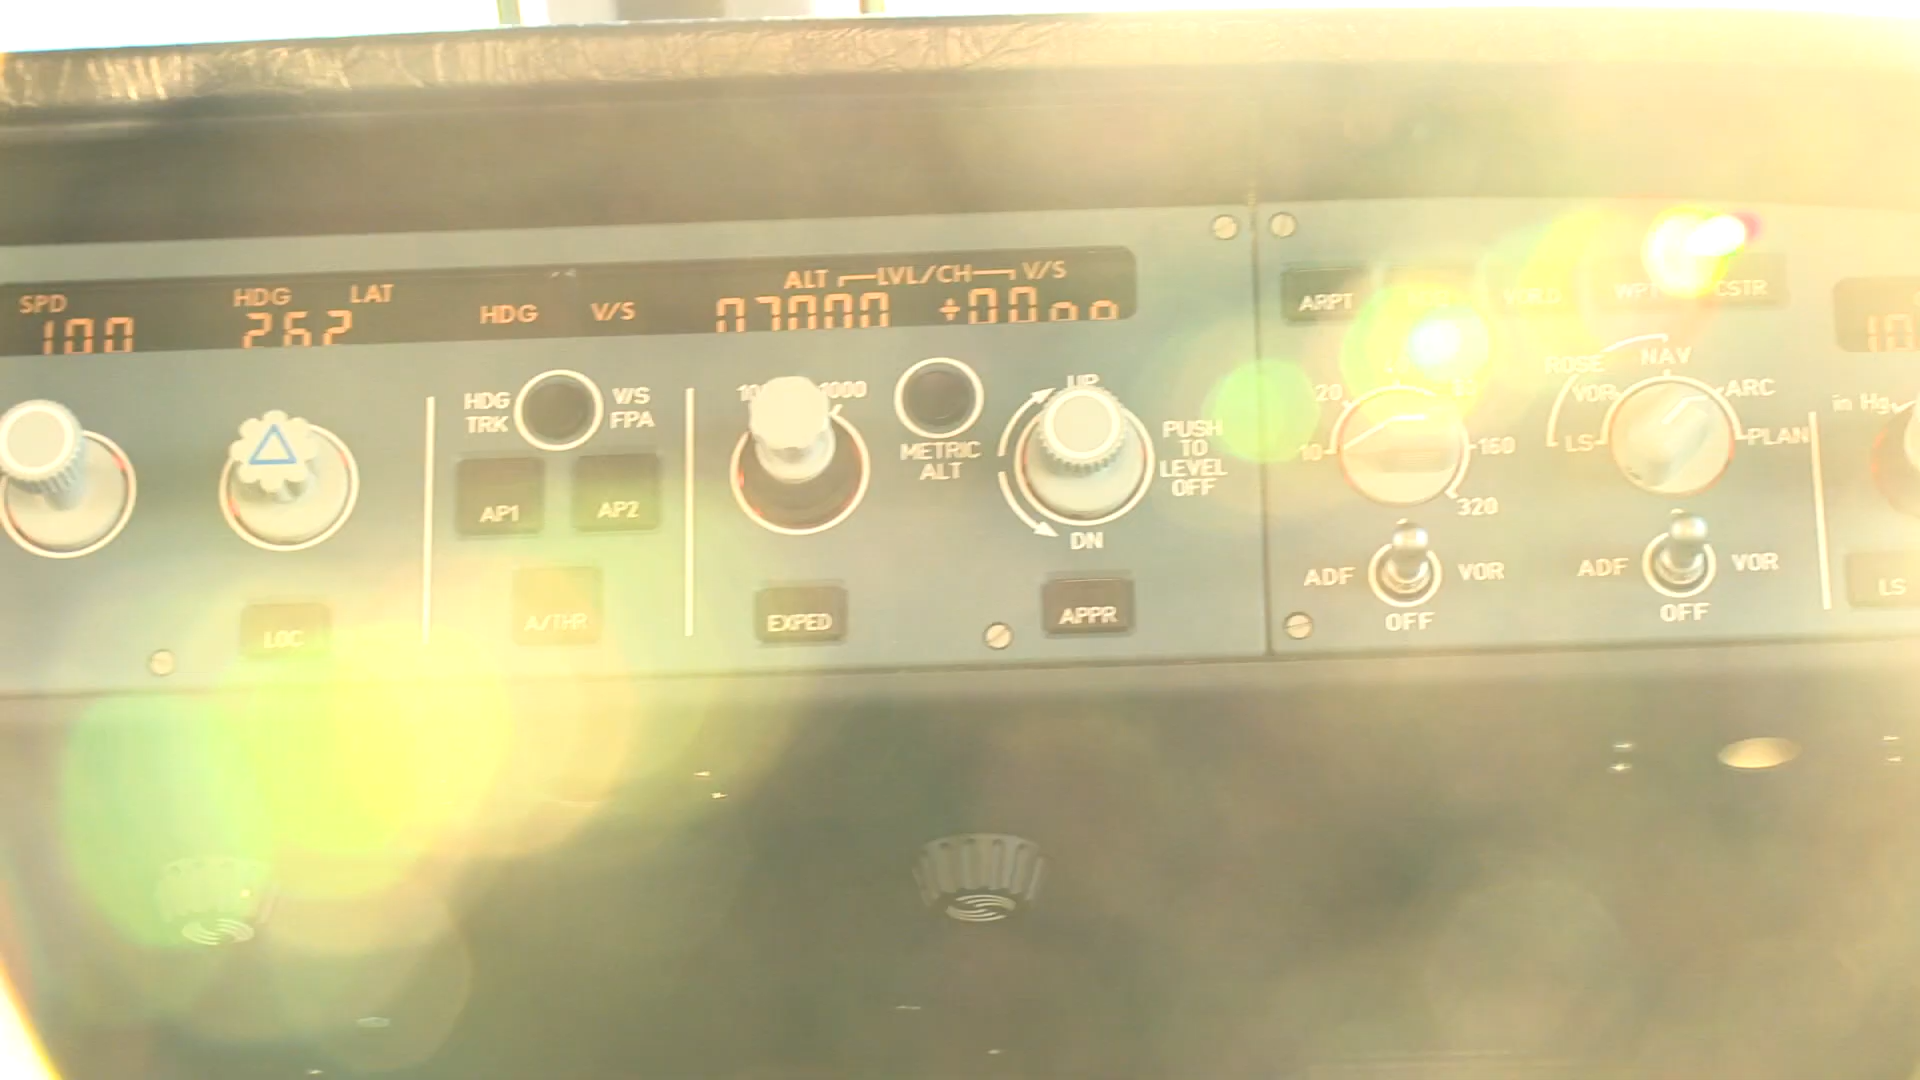 SPD
100
HDG LAT
262
HDG V/S
ALT LVL/CH V/S
07000 +00oo
HDG
TRK
V/S
FPA
AP1
AP2
A/THR
LOC
1000
METRIC
ALT
UP
DN
PUSH
TO
LEVEL
OFF
EXPED
APPR
ARPT
CSTR
10
20
160
320
ADF
VOR
OFF
ROSE
LS
VOR
NAV
ARC
PLAN
ADF
VOR
OFF
in Hg
LS